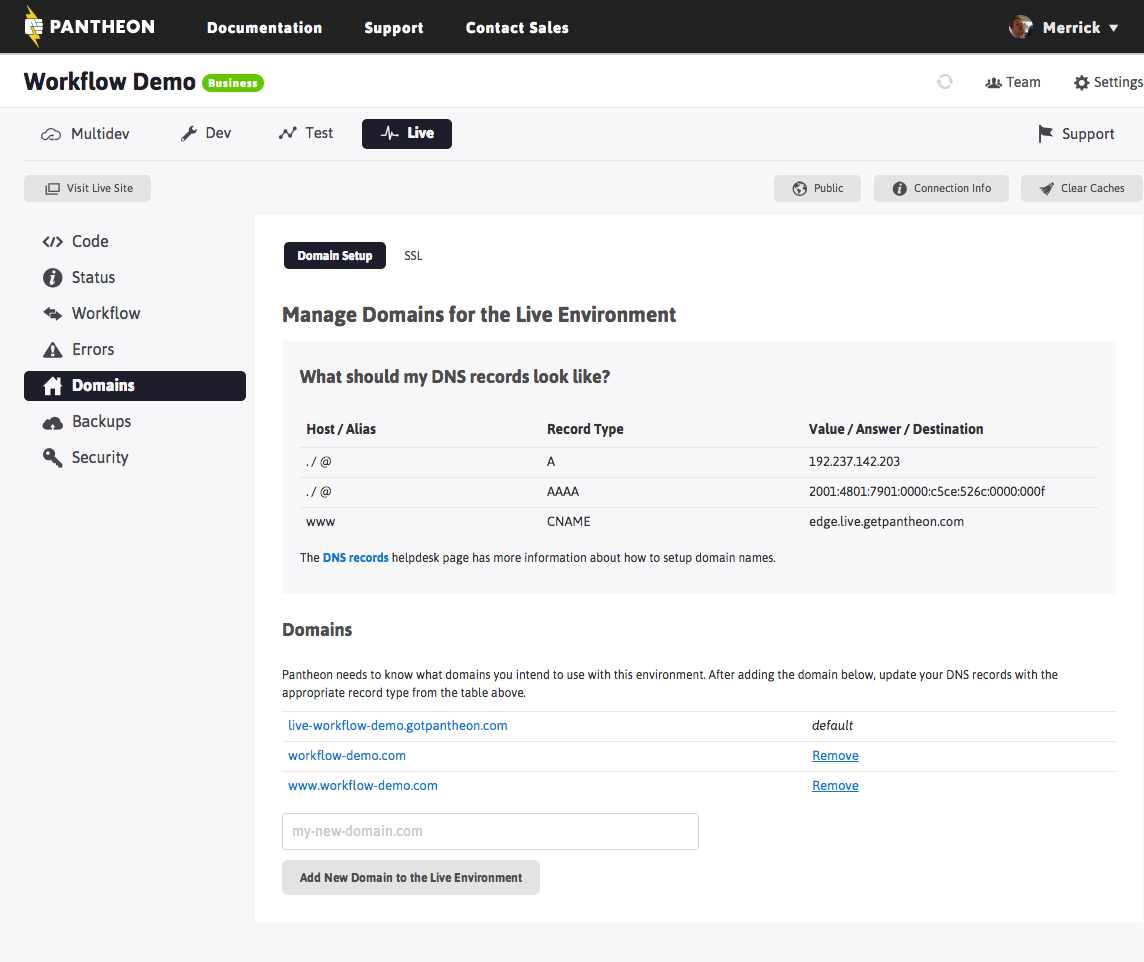 PANTHEON Documentation Support Contact Sales Merrick
Workflow Demo Business Team Settings
Multidev Dev Test Live Support
Visit Live Site Public Connection Info Clear Caches
Code
Status
Workflow
Errors
Domains
Backups
Security
Domain Setup SSL
Manage Domains for the Live Environment
What should my DNS records look like?
Host / Alias Record Type Value / Answer / Destination
. / @ A 192.237.142.203
. / @ AAAA 2001:4801:7901:0000:c5ce:526c:0000:000f
www CNAME edge.live.getpantheon.com
The DNS records helpdesk page has more information about how to setup domain names.
Domains
Pantheon needs to know what domains you intend to use with this environment. After adding the domain below, update your DNS records with the
appropriate record type from the table above.
live-workflow-demo.gotpantheon.com default
workflow-demo.com Remove
www.workflow-demo.com Remove
my-new-domain.com
Add New Domain to the Live Environment